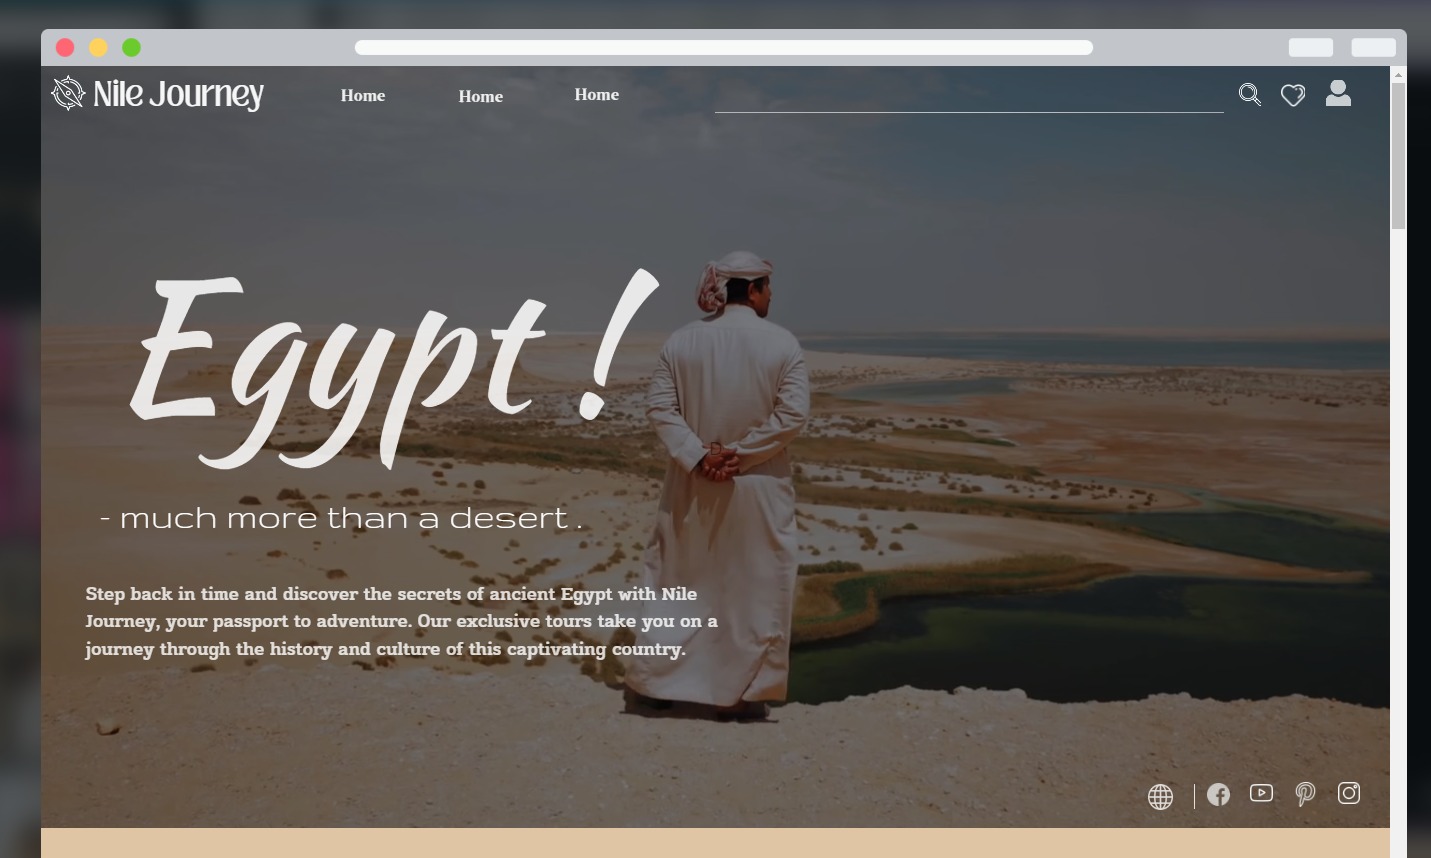 Nile Journey
Home Home Home
Egypt !
- much more than a desert .
Step back in time and discover the secrets of ancient Egypt with Nile
Journey, your passport to adventure. Our exclusive tours take you on a
journey through the history and culture of this captivating country.